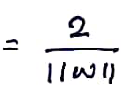 = 2 / ||w||